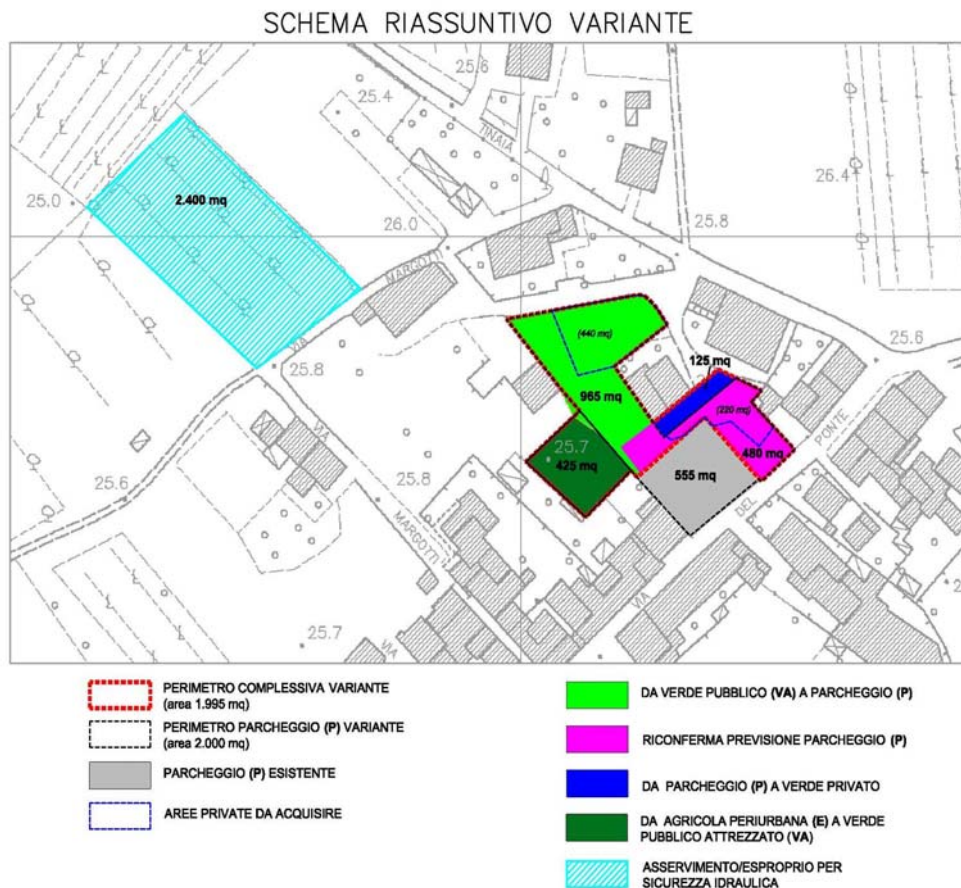 SCHEMA RIASSUNTIVO VARIANTE
25.6
25.4
TINAIA
26.4
2.400 mq
25.0
26.0
25.8
MARGOTTI
VIA
(440 mq)
125 mq
25.6
25.8
965 mq
(220 mq)
PONTE
25.7
480 mq
425 mq
555 mq
25.6
VIA
25.8
DEL
MARGOTTI
VIA
25.7
VIA
PERIMETRO COMPLESSIVA VARIANTE
(area 1.995 mq)
PERIMETRO PARCHEGGIO (P) VARIANTE
(area 2.000 mq)
PARCHEGGIO (P) ESISTENTE
AREE PRIVATE DA ACQUISIRE
DA VERDE PUBBLICO (VA) A PARCHEGGIO (P)
RICONFERMA PREVISIONE PARCHEGGIO (P)
DA PARCHEGGIO (P) A VERDE PRIVATO
DA AGRICOLA PERIURBANA (E) A VERDE
PUBBLICO ATTREZZATO (VA)
ASSERVIMENTO/ESPROPRIO PER
SICUREZZA IDRAULICA